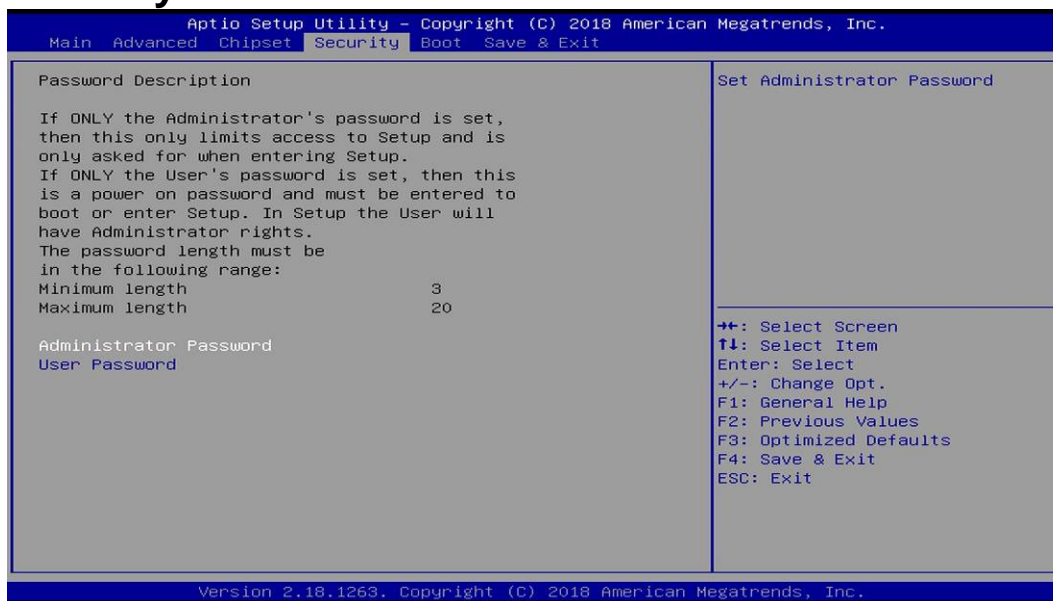 Aptio Setup Utility – Copyright (C) 2018 American Megatrends, Inc.
Main Advanced Chipset Security Boot Save & Exit
Password Description
If ONLY the Administrator's password is set,
then this only limits access to Setup and is
only asked for when entering Setup.
If ONLY the User's password is set, then this
is a power on password and must be entered to
boot or enter Setup. In Setup the User will
have Administrator rights.
The password length must be
in the following range:
Minimum length 3
Maximum length 20
Administrator Password
User Password
Set Administrator Password
→←: Select Screen
↑↓: Select Item
Enter: Select
+/-: Change Opt.
F1: General Help
F2: Previous Values
F3: Optimized Defaults
F4: Save & Exit
ESC: Exit
Version 2.18.1263. Copyright (C) 2018 American Megatrends, Inc.